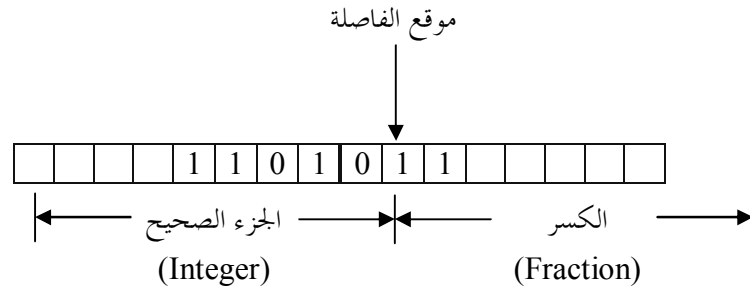 موقع الفاصلة
1 1 0 1 0 1 1
الجزء الصحيح
(Integer)
الكسر
(Fraction)